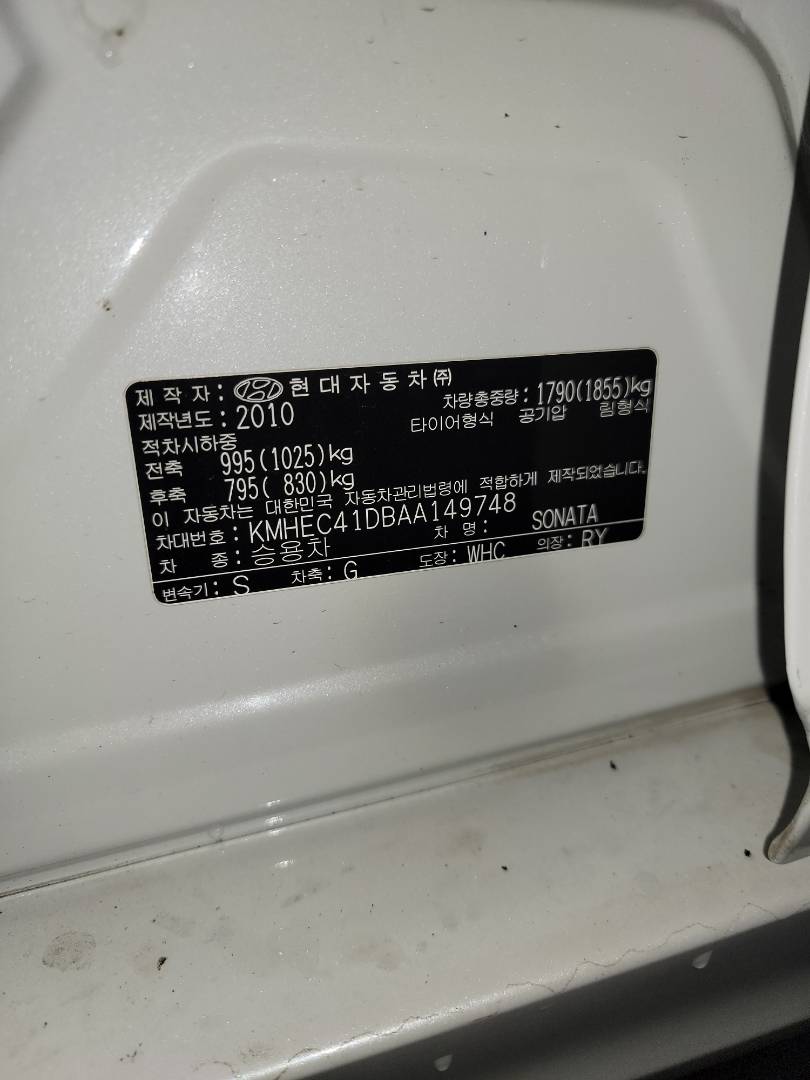 제 작 자 : 현 대 자 동 차 ㈜
제작년도 : 2010 차량총중량 : 1790(1855)kg
적차시하중 타이어형식 공기압 림형식
전축 995(1025)kg
후축 795( 830)kg
이 자동차는 대한민국 자동차관리법령에 적합하게 제작되었습니다.
차대번호 : KMHEC41DBAA149748
차 종 : 승용차 차 명 : SONATA
변속기 : S 차축 : G 도장 : WHC 의장 : RY